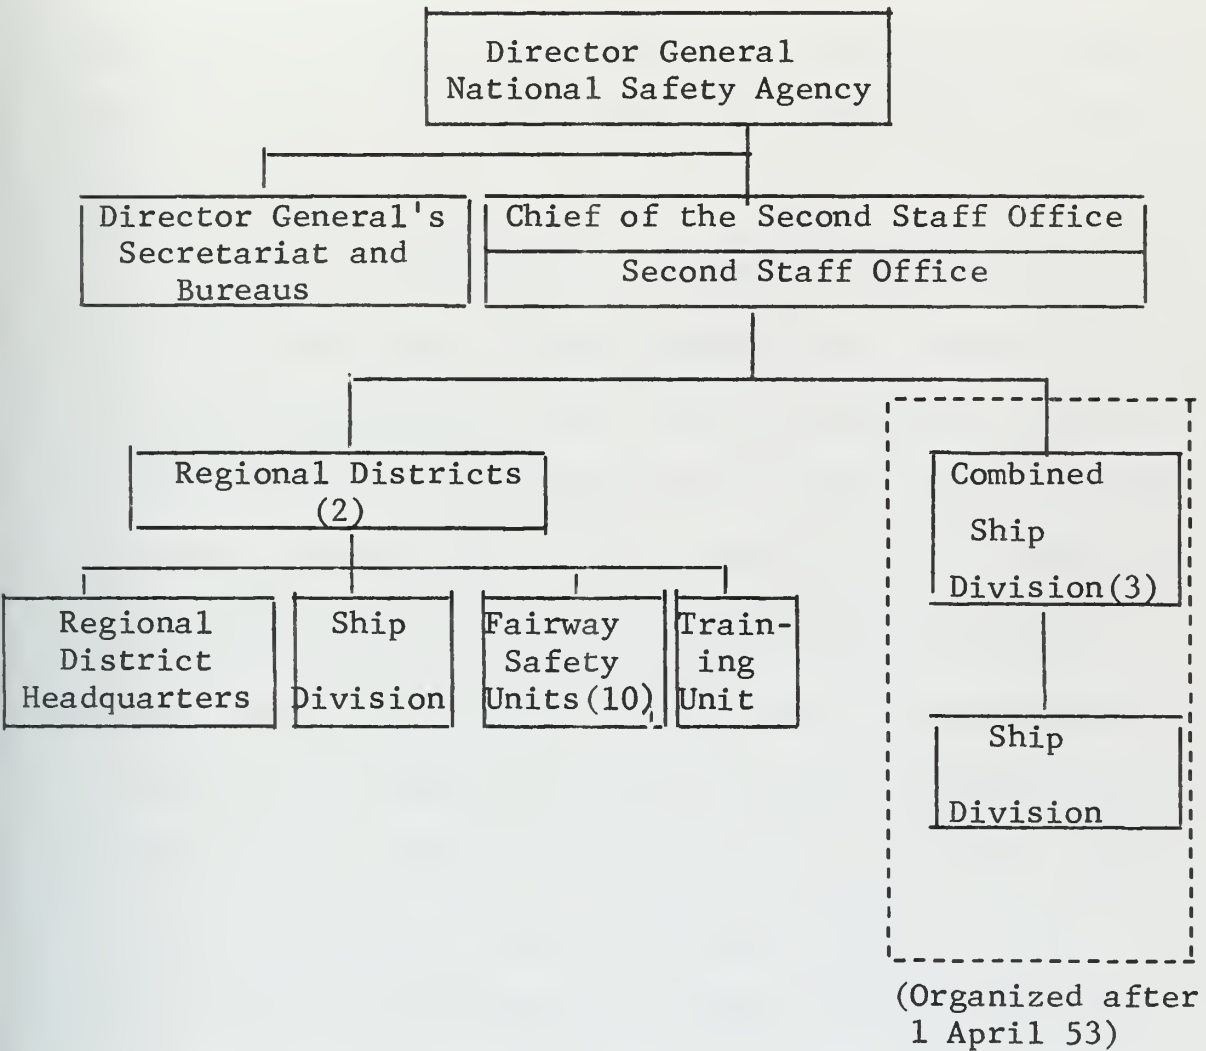 Director General
National Safety Agency
Director General's
Secretariat and
Bureaus
Chief of the Second Staff Office
Second Staff Office
Regional Districts
(2)
Combined
Ship
Division(3)
Regional
District
Headquarters
Ship
Division
Fairway
Safety
Units(10)
Train-
ing
Unit
Ship
Division
(Organized after
1 April 53)